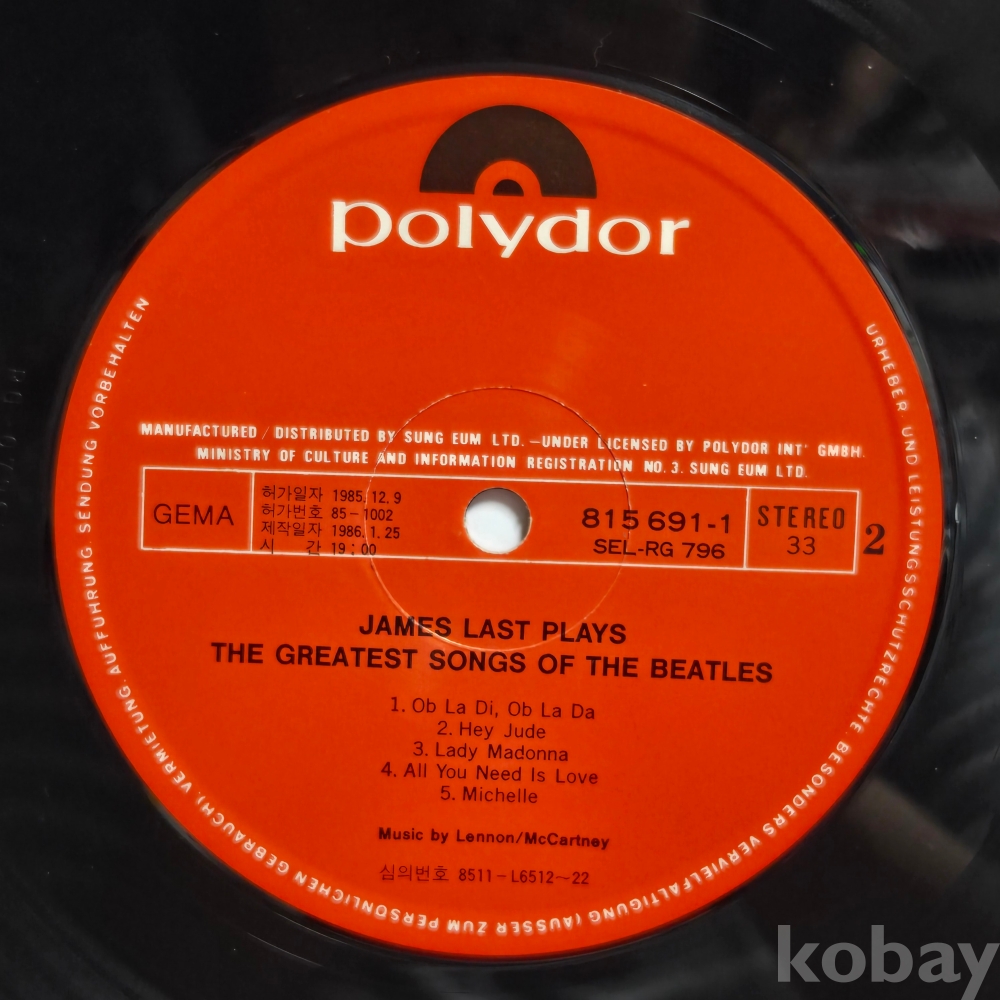 polydor
MANUFACTURED / DISTRIBUTED BY SUNG EUM LTD. —UNDER LICENSED BY POLYDOR INT' GMBH.
MINISTRY OF CULTURE AND INFORMATION REGISTRATION NO. 3. SUNG EUM LTD.
GEMA
허가일자 1985. 12. 9
허가번호 85-1002
제작일자 1986. 1. 25
시 간 19 : 00
815 691-1
SEL-RG 796
STEREO
33
2
JAMES LAST PLAYS
THE GREATEST SONGS OF THE BEATLES
1. Ob La Di, Ob La Da
2. Hey Jude
3. Lady Madonna
4. All You Need Is Love
5. Michelle
Music by Lennon/McCartney
심의번호 8511-L6512~22
URHEBER- UND LEISTUNGSSCHUTZRECHTE, BESONDERS VERVIELFÄLTIGUNG (AUSSER ZUM PERSÖNLICHEN GEBRAUCH), VERMIETUNG, AUFFÜHRUNG, SENDUNG VORBEHALTEN
kobay